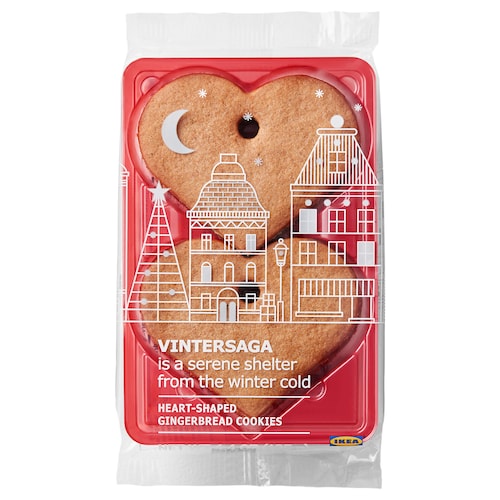 VINTERSAGA
is a serene shelter
from the winter cold
HEART-SHAPED
GINGERBREAD COOKIES
IKEA